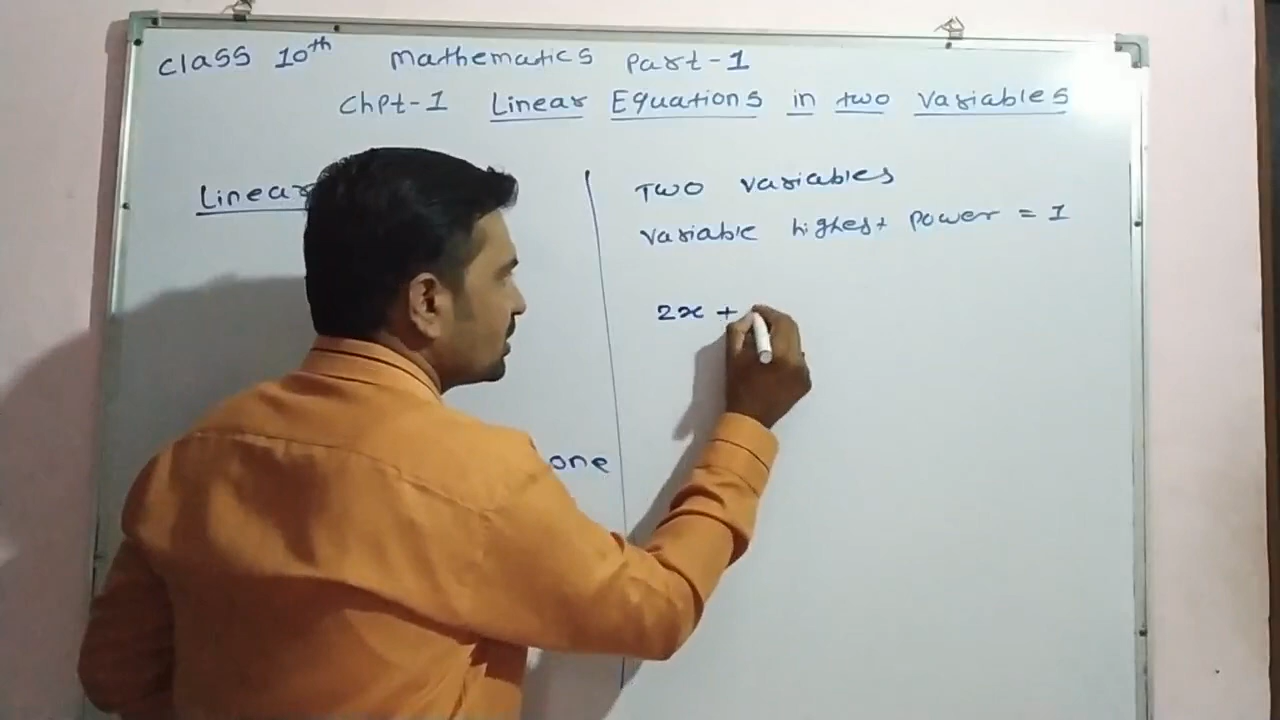 class 10th Mathematics Part-1
Chpt-1 Linear Equations in two variables
Linear
one
Two variables
variable highest power = 1
2x +